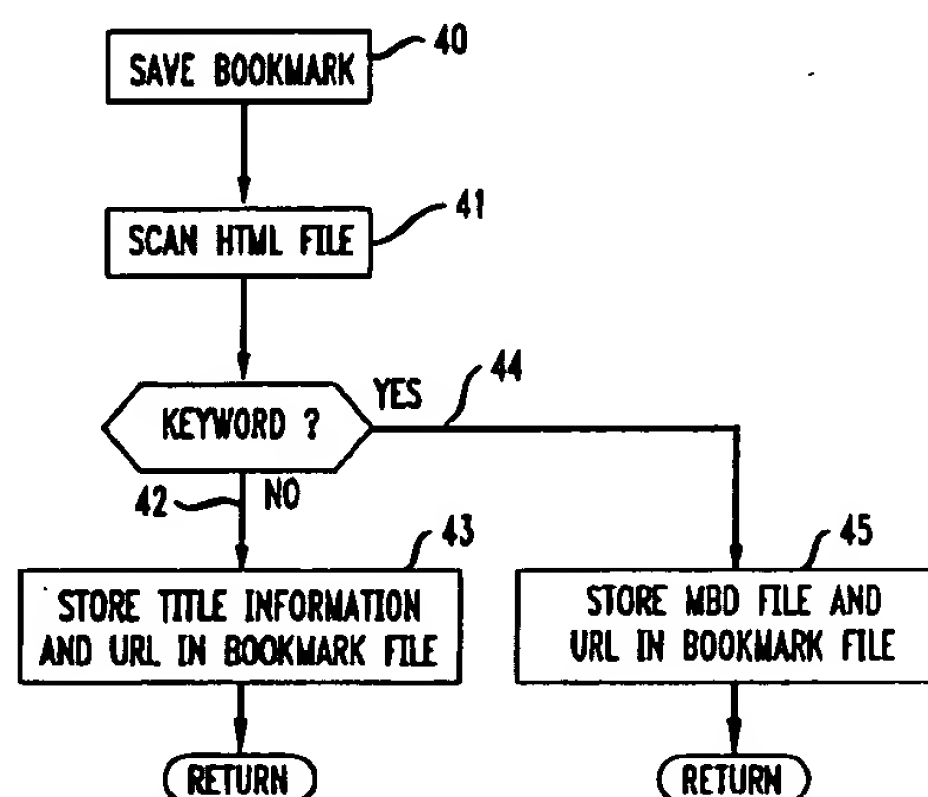 40
SAVE BOOKMARK
41
SCAN HTML FILE
44
YES
KEYWORD ?
42
NO
43
STORE TITLE INFORMATION
AND URL IN BOOKMARK FILE
45
STORE MBD FILE AND
URL IN BOOKMARK FILE
RETURN
RETURN